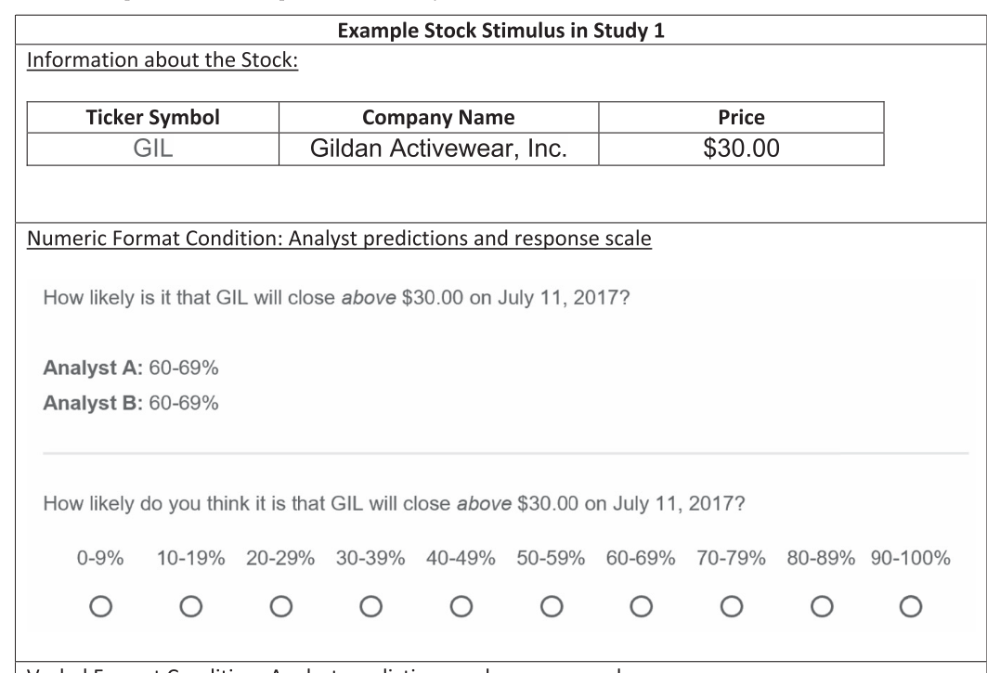 Example Stock Stimulus in Study 1
Information about the Stock:
Ticker Symbol Company Name Price
GIL Gildan Activewear, Inc. $30.00
Numeric Format Condition: Analyst predictions and response scale
How likely is it that GIL will close above $30.00 on July 11, 2017?
Analyst A: 60-69%
Analyst B: 60-69%
How likely do you think it is that GIL will close above $30.00 on July 11, 2017?
0-9% 10-19% 20-29% 30-39% 40-49% 50-59% 60-69% 70-79% 80-89% 90-100%